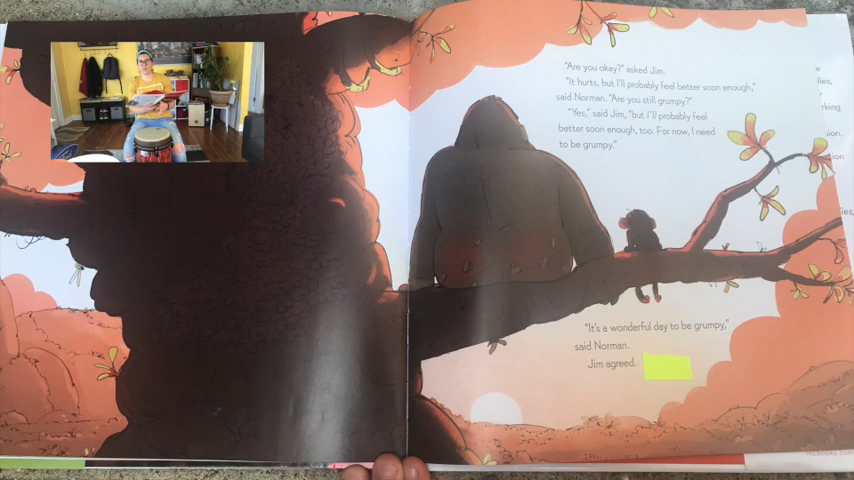 "Are you okay?" asked Jim.
"It hurts, but I'll probably feel better soon enough,"
said Norman. "Are you still grumpy?"
"Yes," said Jim, "but I'll probably feel
better soon enough, too. For now, I need
to be grumpy."
"It's a wonderful day to be grumpy,"
said Norman.
Jim agreed.